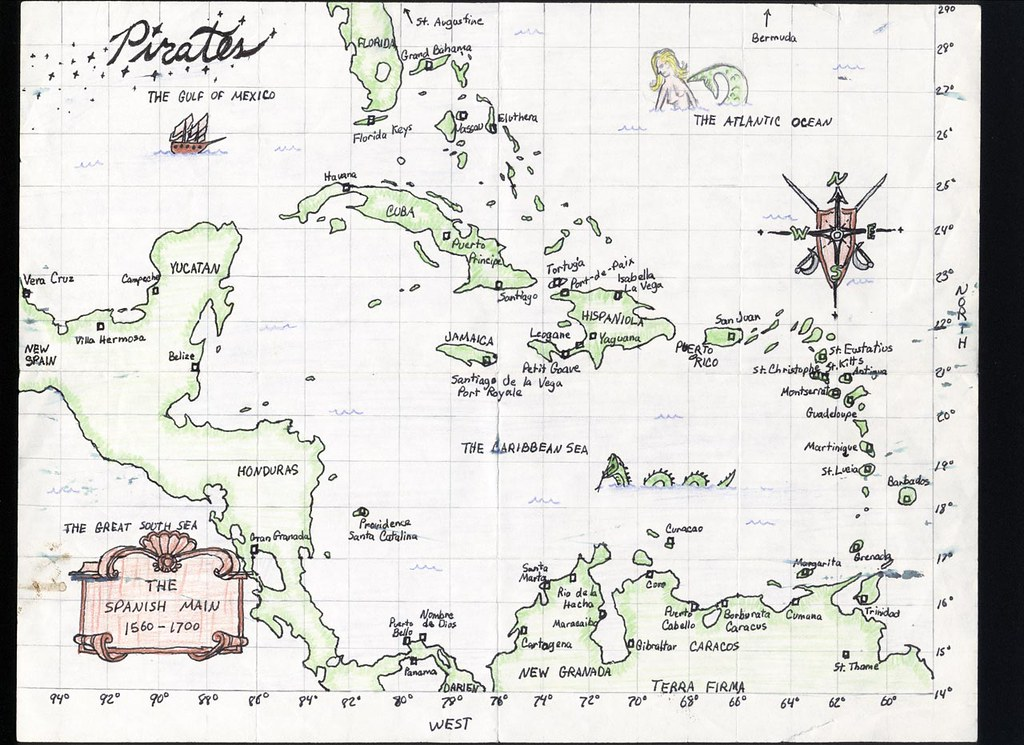 Pirates
THE GULF OF MEXICO
FLORIDA
St. Augustine
Grand Bahama
Bermuda
THE ATLANTIC OCEAN
Florida Keys
Nassau
Eluthera
Havana
CUBA
Puerto
Principe
Santiago
YUCATAN
Campeche
Vera Cruz
Villa Hermosa
NEW
SPAIN
Belize
Tortuga
Port-de-Paix
Isabella
La Vega
HISPANIOLA
Leogane
Yaguana
Petit Goave
JAMAICA
Santiago de la Vega
Port Royale
San Juan
PUERTO
RICO
N
W
E
S
St. Eustatius
St. Kitts
St. Christophe
Antigua
Montserrat
Guadeloupe
Martinique
St. Lucia
Barbados
Grenada
THE CARIBBEAN SEA
HONDURAS
Providence
Santa Catalina
THE GREAT SOUTH SEA
Gran Granada
THE
SPANISH MAIN
1560-1700
Puerto
Bello
Nombre
de Dios
Panama
DARIEN
Santa
Marta
Rio de la
Hacha
Marasaibo
Cartagena
NEW GRANADA
Curacao
Coro
Puerto
Cabello
Borburata
Caracus
Gibraltar
CARACOS
Cumana
Margarita
Trinidad
St. Thome
TERRA FIRMA
29°
28°
27°
26°
25°
24°
23°
22°
21°
20°
19°
18°
17°
16°
15°
14°
NORTH
94°
92°
90°
88°
86°
84°
82°
80°
78°
76°
74°
72°
70°
68°
66°
64°
62°
60°
WEST